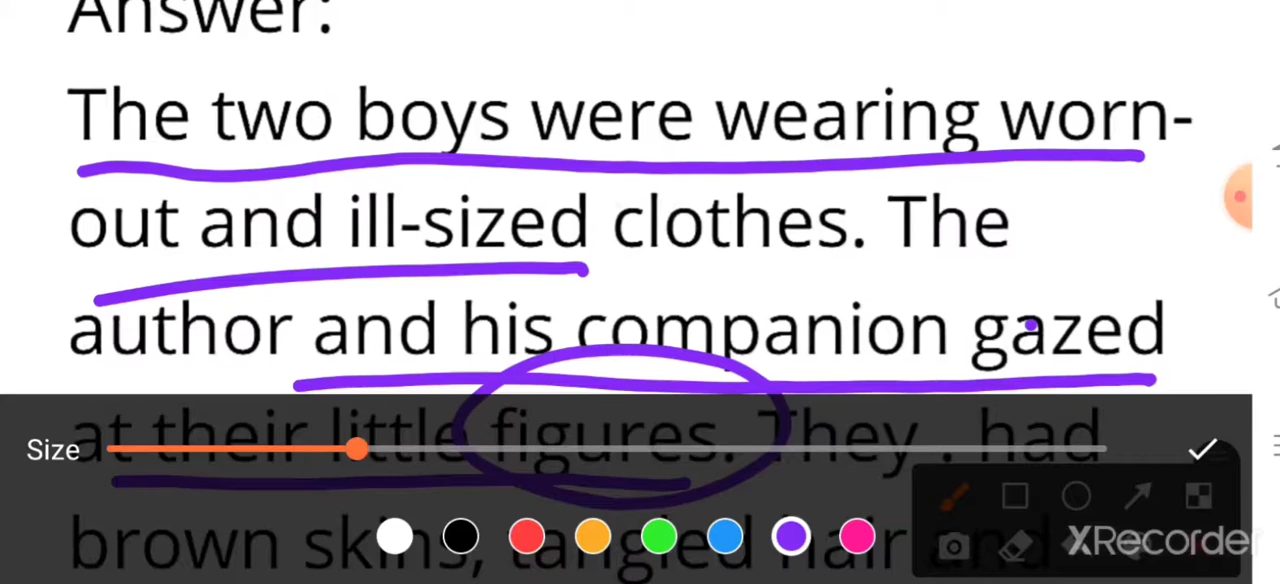 Answer:
The two boys were wearing worn-
out and ill-sized clothes. The
author and his companion gazed
at their little figures. They . had
Size
brown skins, tangled hair and
XRecorder